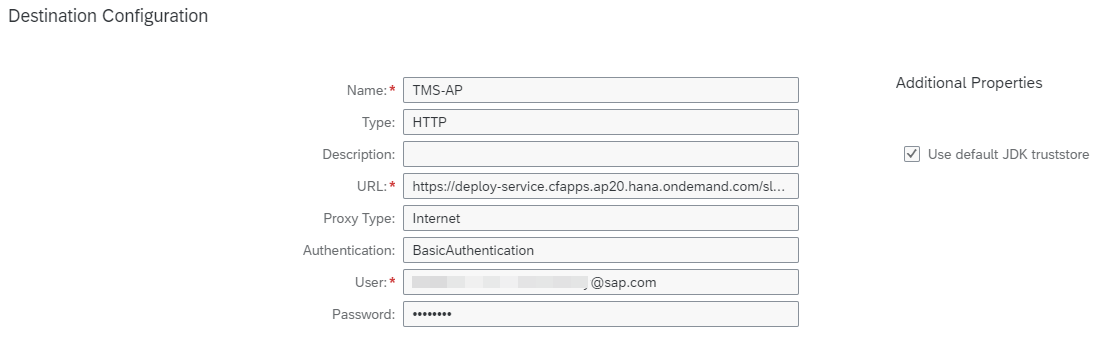 Destination Configuration
Additional Properties
Name:* TMS-AP
Type: HTTP
Description:
Use default JDK truststore
URL:* https://deploy-service.cfapps.ap20.hana.ondemand.com/sl...
Proxy Type: Internet
Authentication: BasicAuthentication
User:* @sap.com
Password: ••••••••